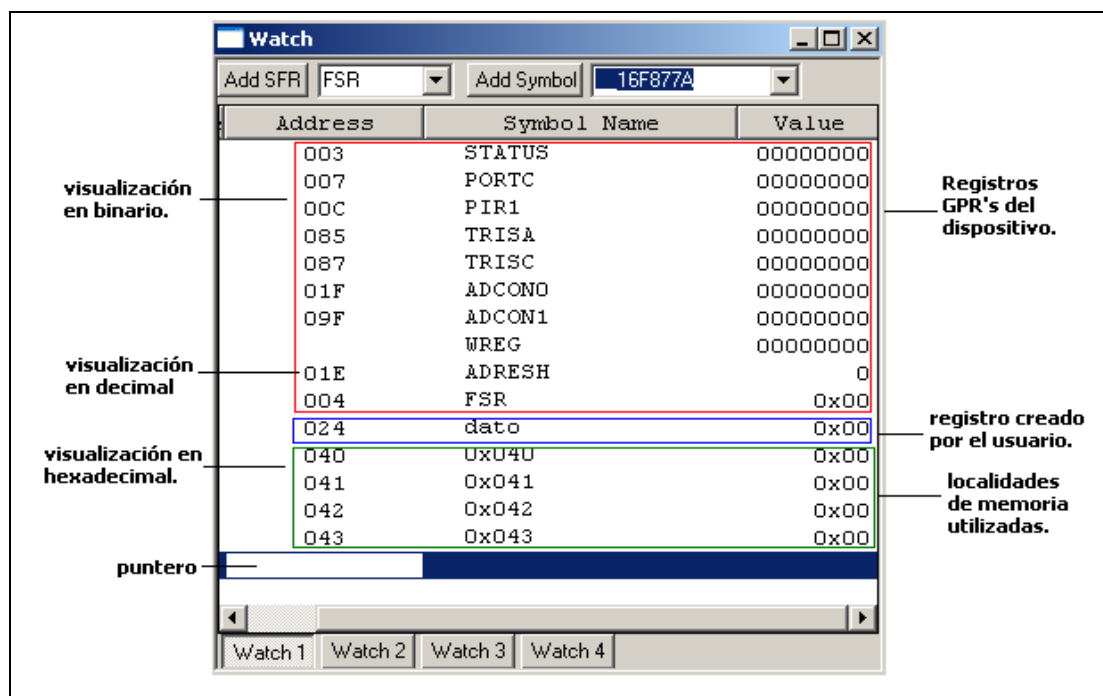 Watch
Add SFR FSR Add Symbol __16F877A
Address Symbol Name Value
003 STATUS 00000000
007 PORTC 00000000
00C PIR1 00000000
085 TRISA 00000000
087 TRISC 00000000
01F ADCON0 00000000
09F ADCON1 00000000
WREG 00000000
01E ADRESH 0
004 FSR 0x00
024 dato 0x00
040 0x040 0x00
041 0x041 0x00
042 0x042 0x00
043 0x043 0x00
Watch 1 Watch 2 Watch 3 Watch 4
visualización
en binario.
visualización
en decimal
visualización en
hexadecimal.
puntero
Registros
GPR's del
dispositivo.
registro creado
por el usuario.
localidades
de memoria
utilizadas.